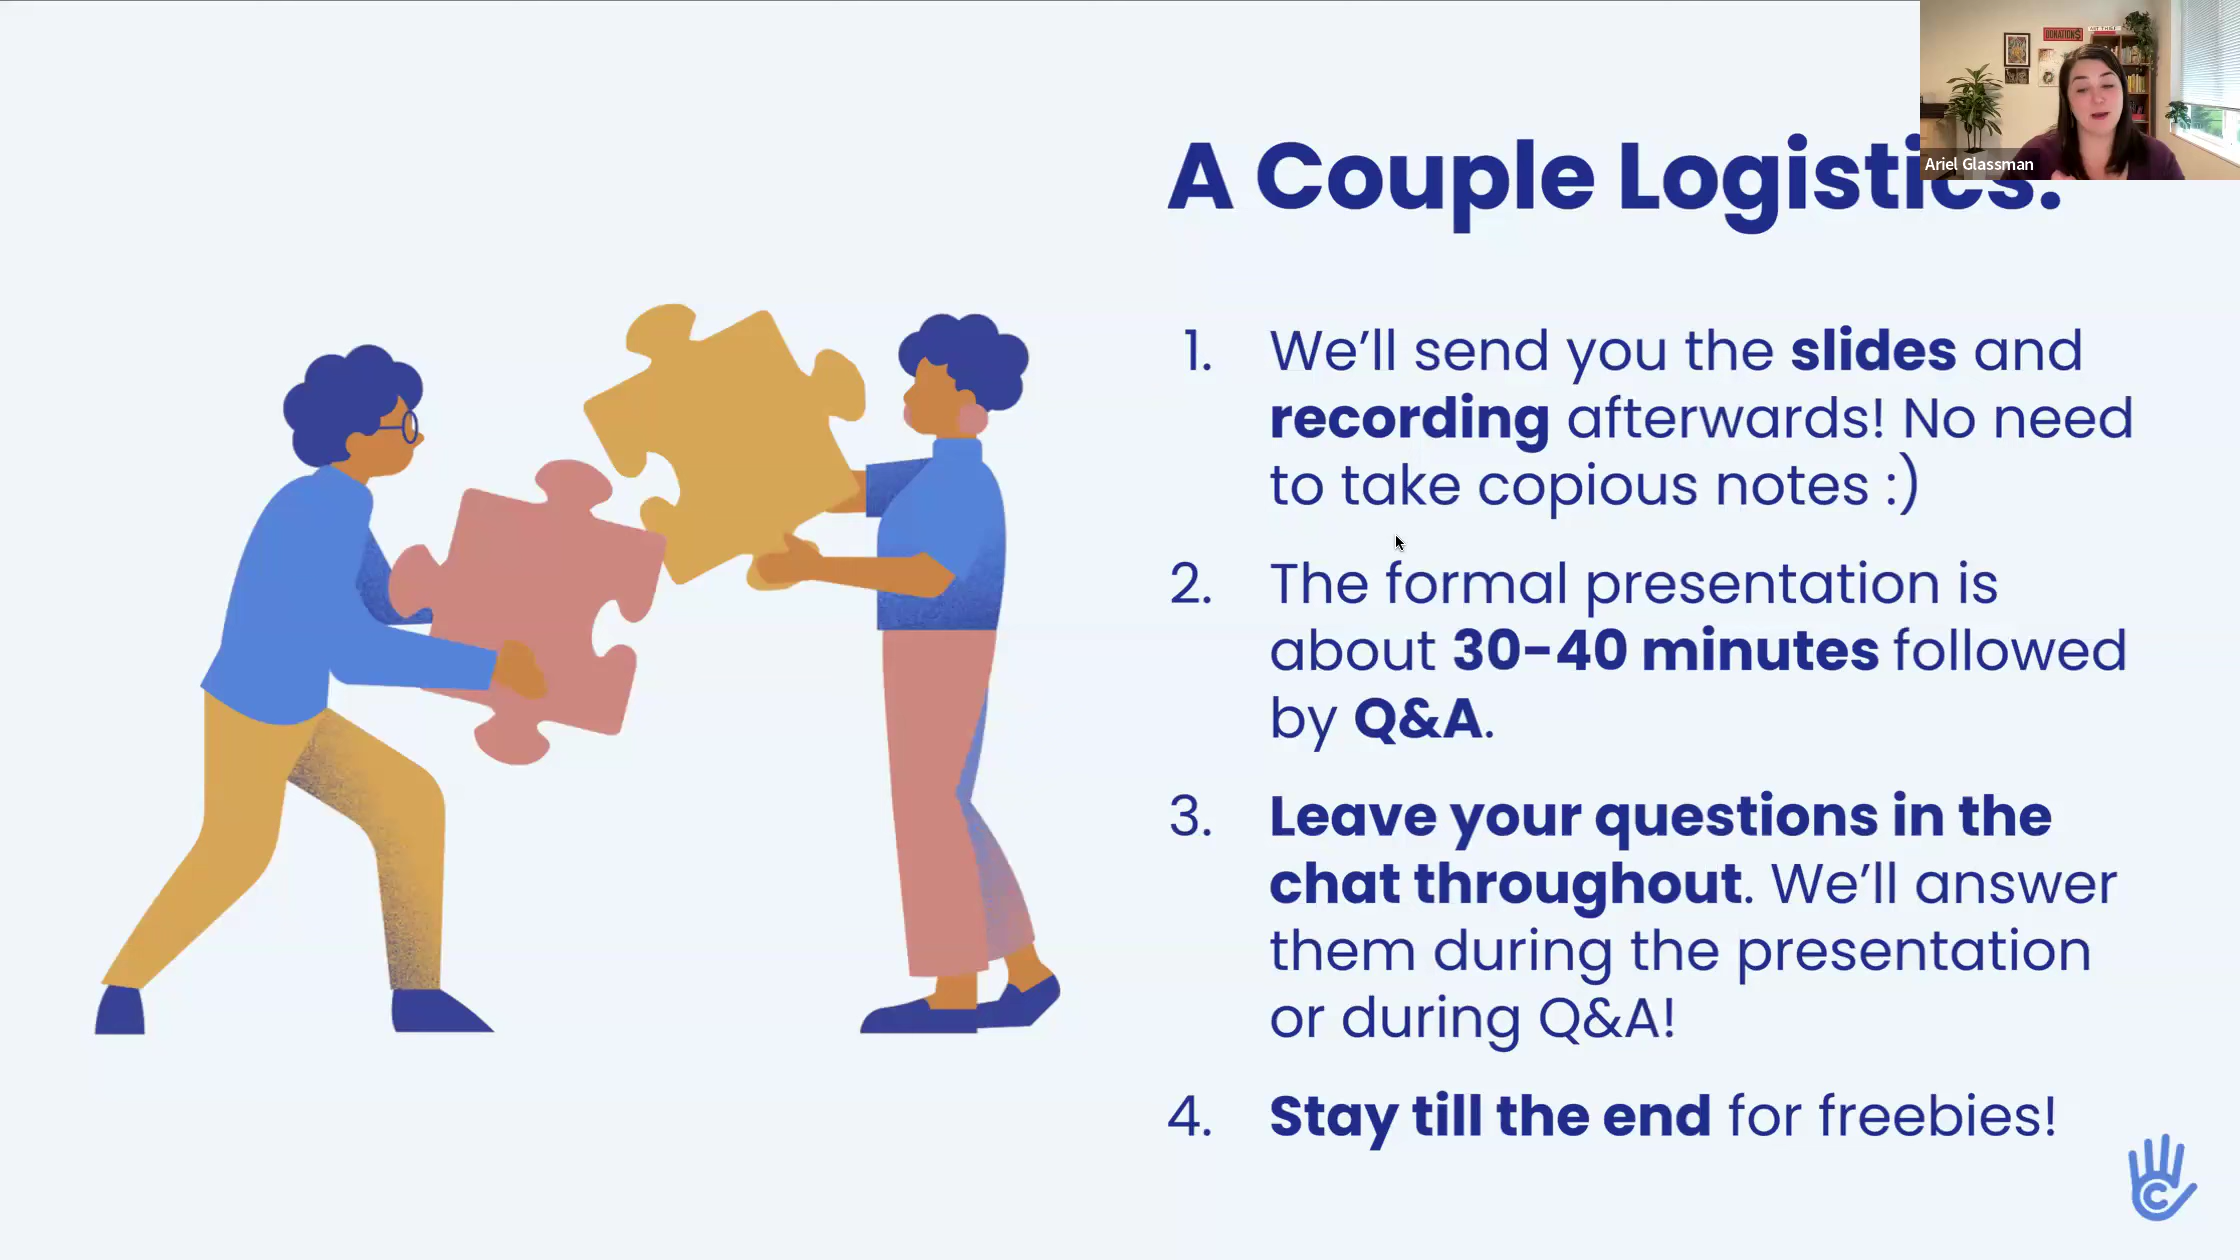 DONATIONS
Ariel Glassman
A Couple Logistics:
1. We’ll send you the slides and
recording afterwards! No need
to take copious notes :)
2. The formal presentation is
about 30-40 minutes followed
by Q&A.
3. Leave your questions in the
chat throughout. We’ll answer
them during the presentation
or during Q&A!
4. Stay till the end for freebies!
C